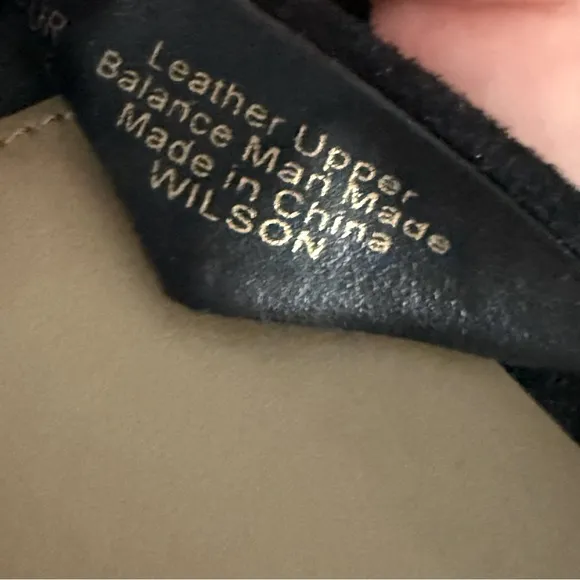 Leather Upper
Balance Man Made
Made in China
WILSON